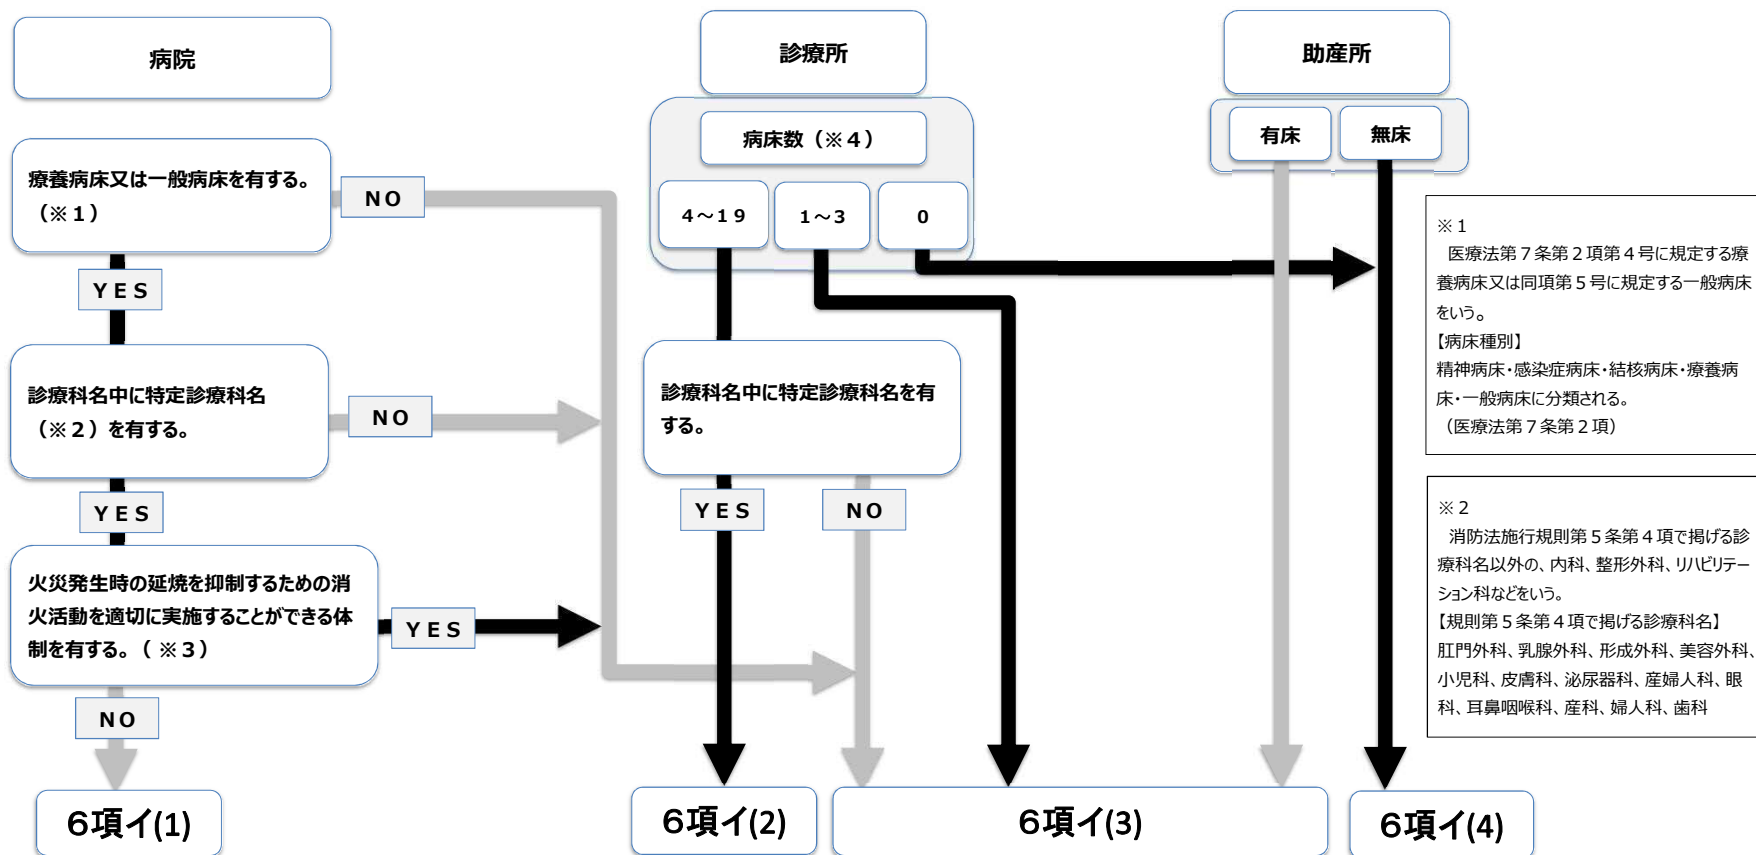 病院
療養病床又は一般病床を有する。
（※１）
NO
YES
診療科名中に特定診療科名
（※２）を有する。
NO
YES
火災発生時の延焼を抑制するための消
火活動を適切に実施することができる体
制を有する。（ ※３）
YES
NO
６項イ(1)
診療所
病床数（※４）
４～１９
１～３
０
診療科名中に特定診療科名を有
する。
YES
NO
６項イ(2)
６項イ(3)
助産所
有床
無床
６項イ(4)
※１
医療法第７条第２項第４号に規定する療
養病床又は同項第５号に規定する一般病床
をいう。
【病床種別】
精神病床・感染症病床・結核病床・療養病
床・一般病床に分類される。
（医療法第７条第２項）
※２
消防法施行規則第５条第４項で掲げる診
療科名以外の、内科、整形外科、リハビリテー
ション科などをいう。
【規則第５条第４項で掲げる診療科名】
肛門外科、乳腺外科、形成外科、美容外科、
小児科、皮膚科、泌尿器科、産婦人科、眼
科、耳鼻咽喉科、産科、婦人科、歯科